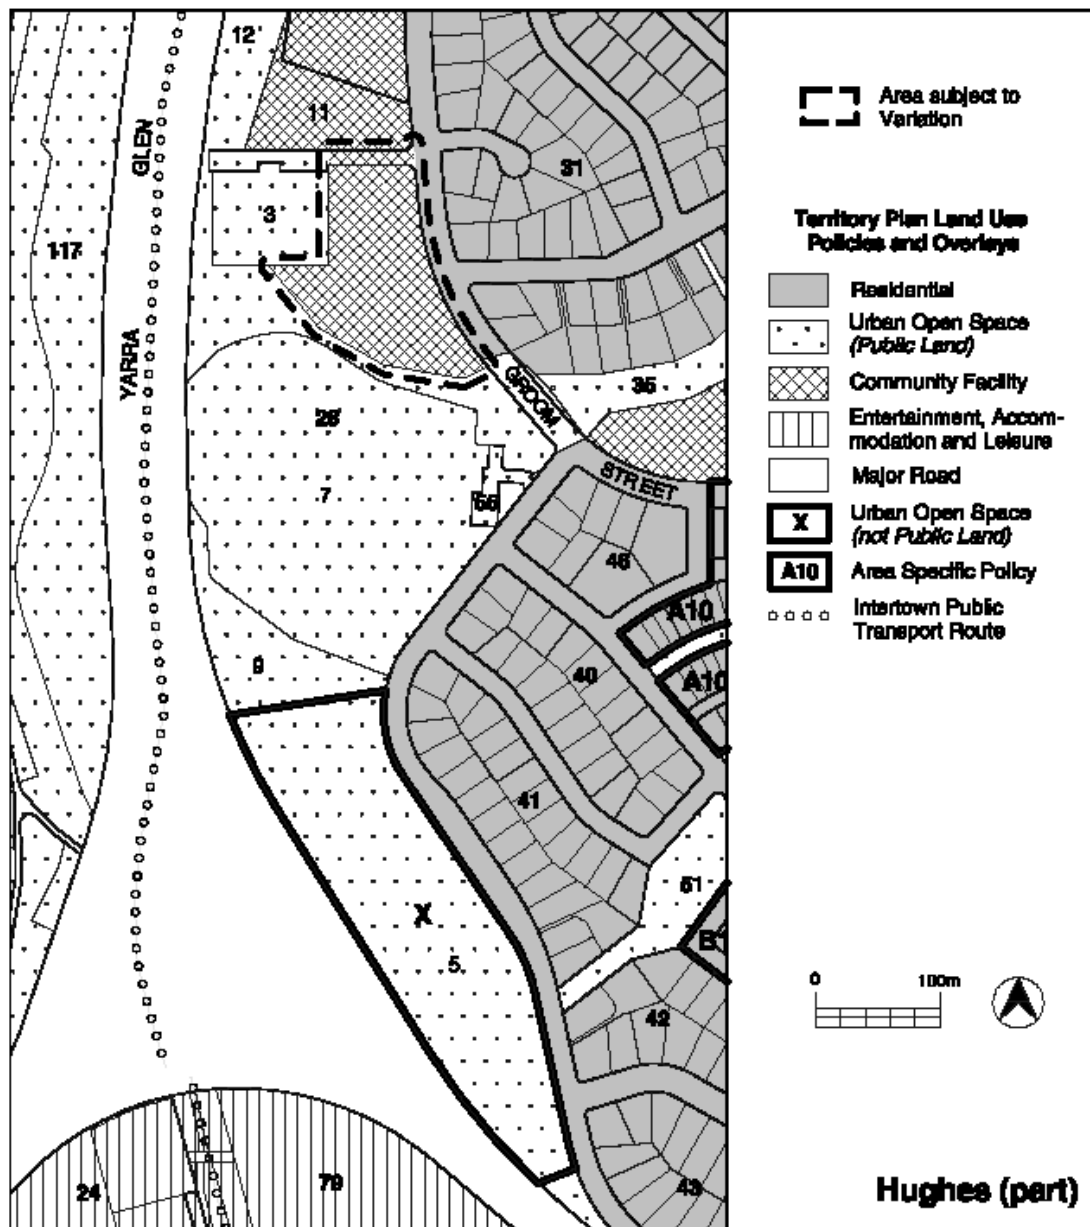 12
11
GLEN
31
3
117
YARRA
GROOM
35
28
STREET
7
56
46
A10
9
40
A10
41
51
X
5
B1
42
24
79
43
Area subject to
Variation
Territory Plan Land Use
Policies and Overlays
Residential
Urban Open Space
(Public Land)
Community Facility
Entertainment, Accom-
modation and Leisure
Major Road
X
Urban Open Space
(not Public Land)
A10
Area Specific Policy
Intertown Public
Transport Route
0
100m
Hughes (part)